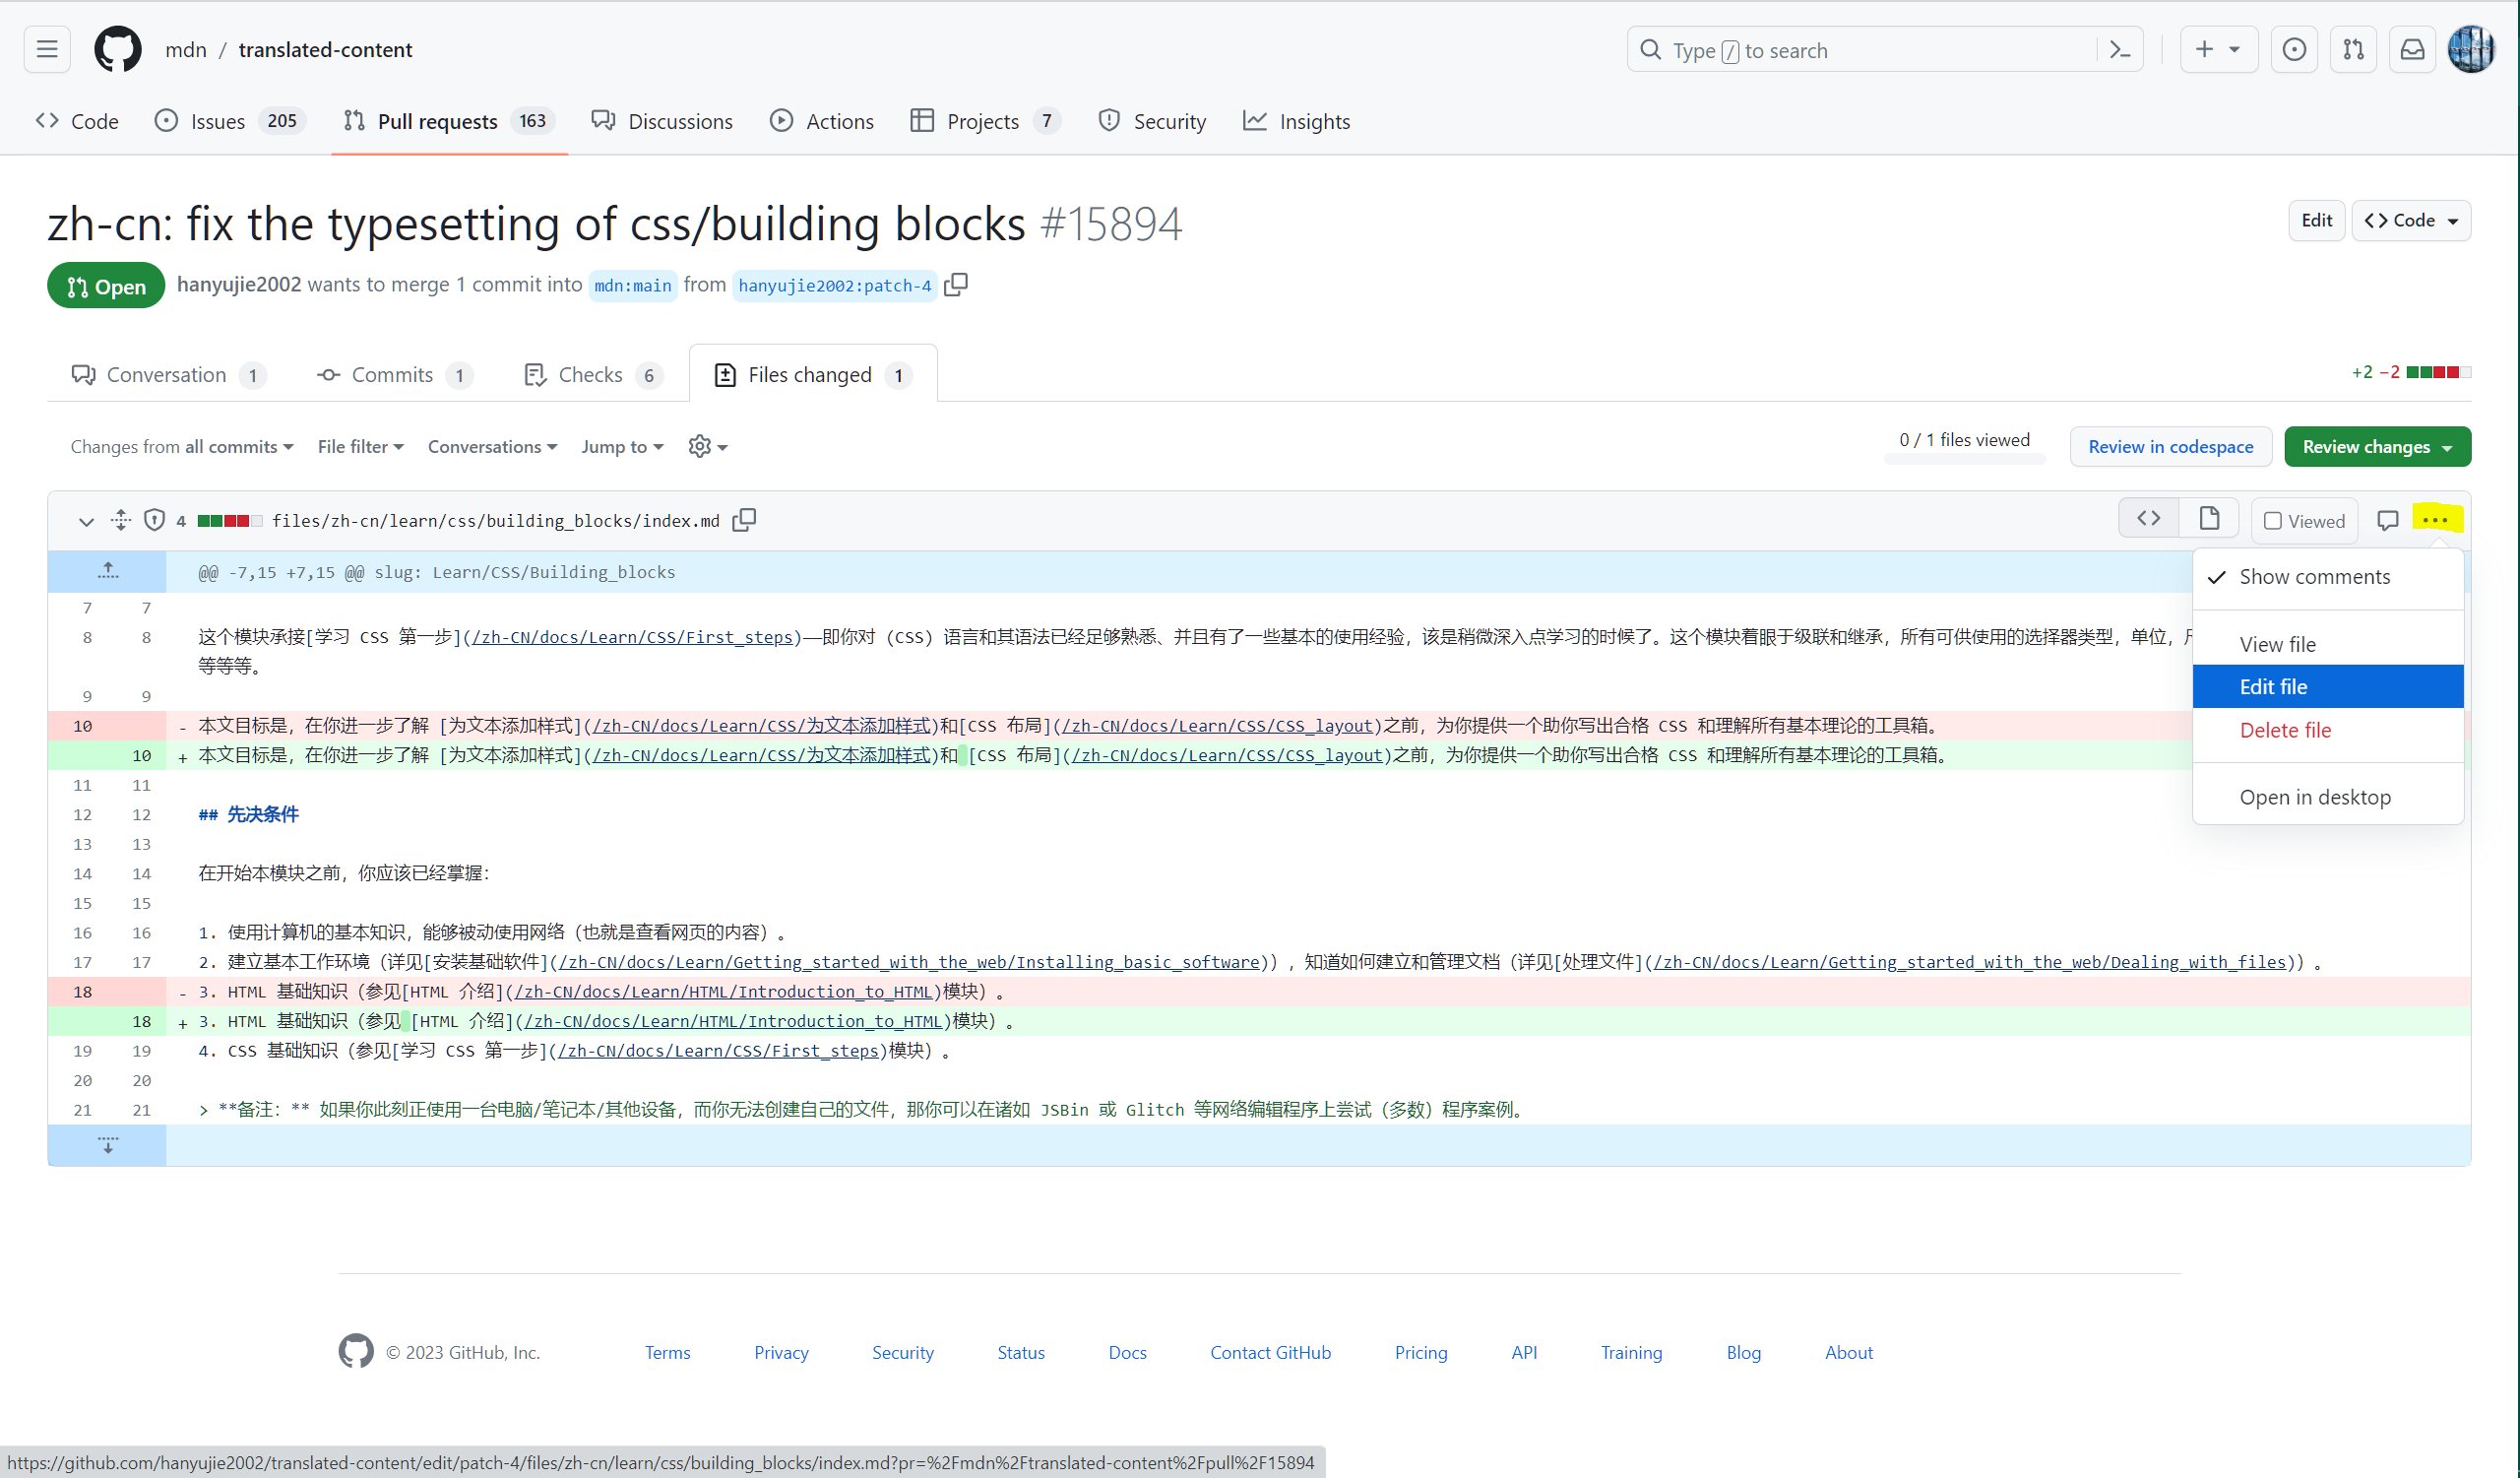 mdn / translated-content
Type / to search
Code
Issues 205
Pull requests 163
Discussions
Actions
Projects 7
Security
Insights
zh-cn: fix the typesetting of css/building blocks #15894
Edit
Code
Open
hanyujie2002 wants to merge 1 commit into mdn:main from hanyujie2002:patch-4
Conversation 1
Commits 1
Checks 6
Files changed 1
+2 −2
Changes from all commits
File filter
Conversations
Jump to
0 / 1 files viewed
Review in codespace
Review changes
4 files/zh-cn/learn/css/building_blocks/index.md
Viewed
Show comments
View file
Edit file
Delete file
Open in desktop
@@ -7,15 +7,15 @@ slug: Learn/CSS/Building_blocks
7 7
8 8 这个模块承接[学习 CSS 第一步](/zh-CN/docs/Learn/CSS/First_steps)—即你对 (CSS) 语言和其语法已经足够熟悉、并且有了一些基本的使用经验，该是稍微深入点学习的时候了。这个模块着眼于级联和继承，所有可供使用的选择器类型，单位，
等等等。
9 9
10 - 本文目标是，在你进一步了解 [为文本添加样式](/zh-CN/docs/Learn/CSS/为文本添加样式)和[CSS 布局](/zh-CN/docs/Learn/CSS/CSS_layout)之前，为你提供一个助你写出合格 CSS 和理解所有基本理论的工具箱。
10 + 本文目标是，在你进一步了解 [为文本添加样式](/zh-CN/docs/Learn/CSS/为文本添加样式)和 [CSS 布局](/zh-CN/docs/Learn/CSS/CSS_layout)之前，为你提供一个助你写出合格 CSS 和理解所有基本理论的工具箱。
11 11
12 12 ## 先决条件
13 13
14 14 在开始本模块之前，你应该已经掌握：
15 15
16 16 1. 使用计算机的基本知识，能够被动使用网络（也就是查看网页的内容）。
17 17 2. 建立基本工作环境（详见[安装基础软件](/zh-CN/docs/Learn/Getting_started_with_the_web/Installing_basic_software)），知道如何建立和管理文档（详见[处理文件](/zh-CN/docs/Learn/Getting_started_with_the_web/Dealing_with_files)）。
18 - 3. HTML 基础知识（参见[HTML 介绍](/zh-CN/docs/Learn/HTML/Introduction_to_HTML)模块）。
18 + 3. HTML 基础知识（参见 [HTML 介绍](/zh-CN/docs/Learn/HTML/Introduction_to_HTML)模块）。
19 19 4. CSS 基础知识（参见[学习 CSS 第一步](/zh-CN/docs/Learn/CSS/First_steps)模块）。
20 20
21 21 > **备注：** 如果你此刻正使用一台电脑/笔记本/其他设备，而你无法创建自己的文件，那你可以在诸如 JSBin 或 Glitch 等网络编辑程序上尝试（多数）程序案例。
© 2023 GitHub, Inc.
Terms
Privacy
Security
Status
Docs
Contact GitHub
Pricing
API
Training
Blog
About
https://github.com/hanyujie2002/translated-content/edit/patch-4/files/zh-cn/learn/css/building_blocks/index.md?pr=%2Fmdn%2Ftranslated-content%2Fpull%2F15894